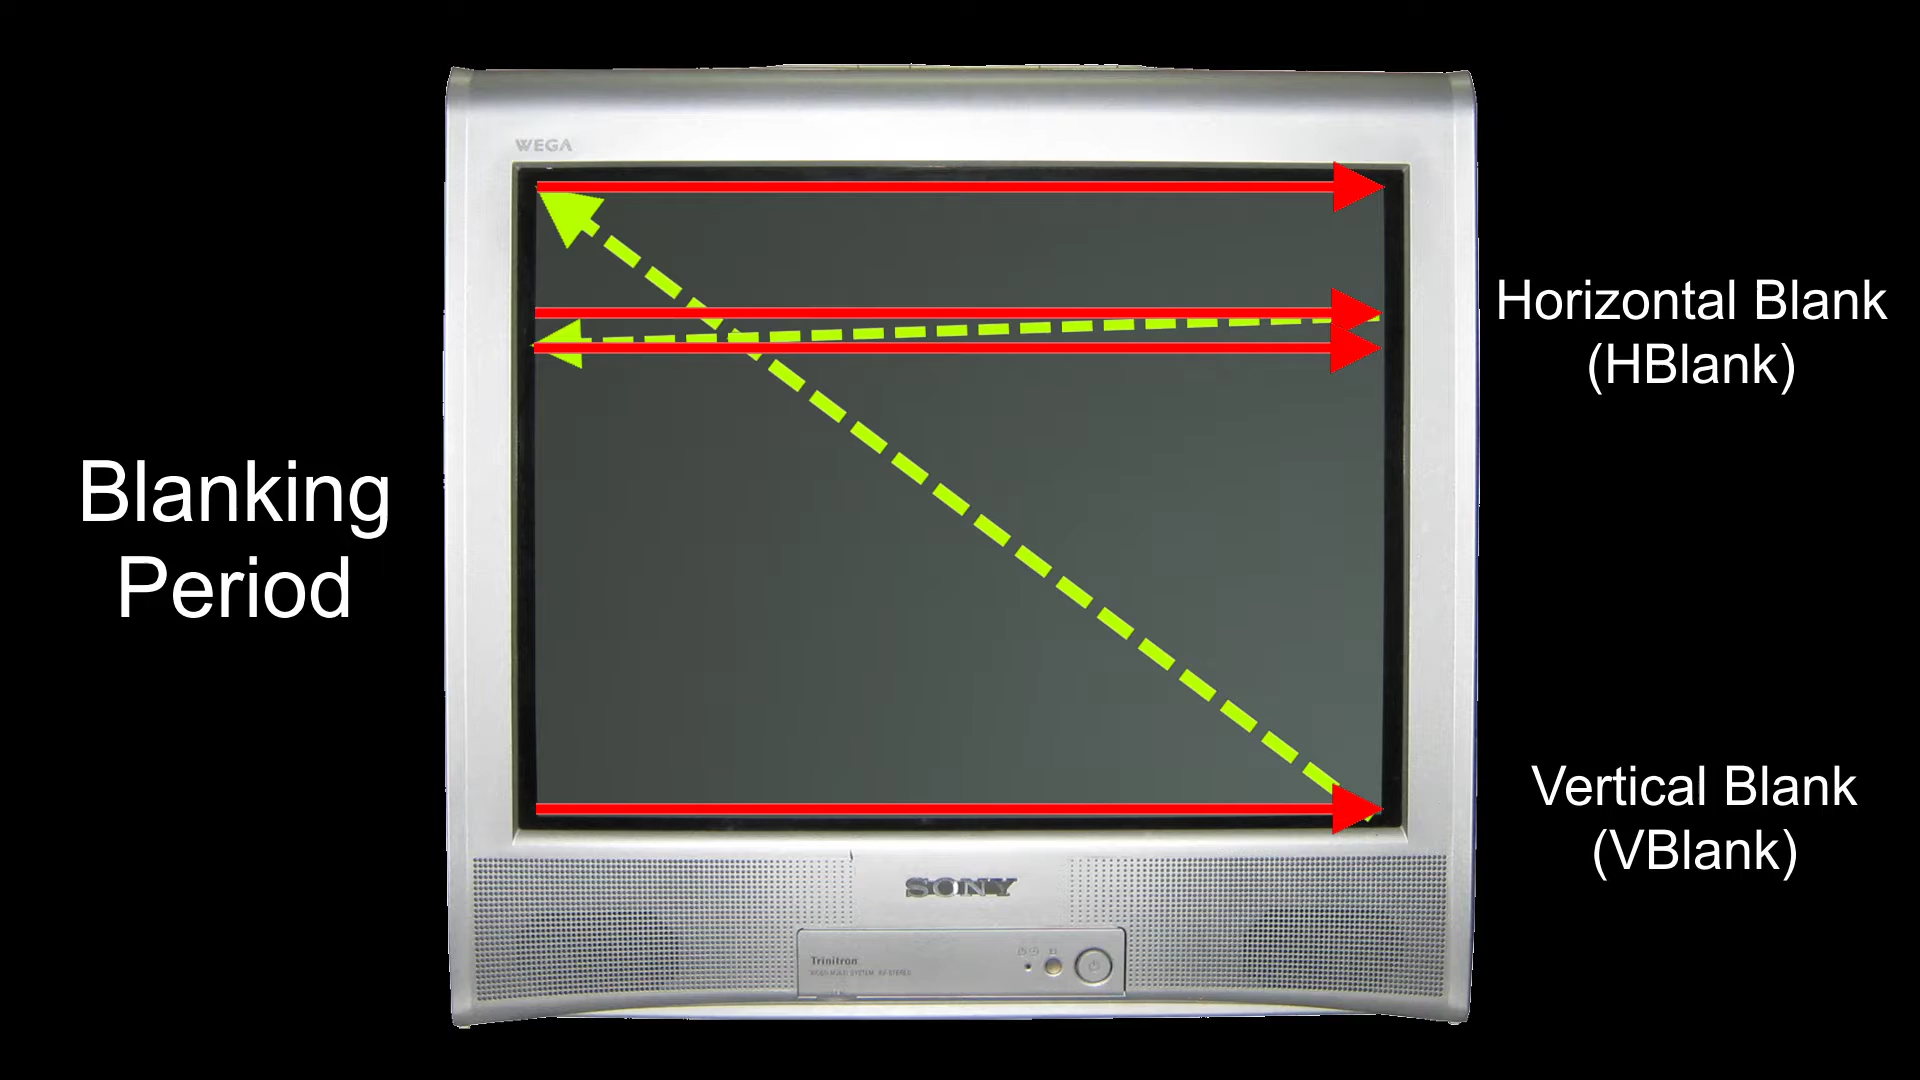 WEGA
Horizontal Blank
(HBlank)
Blanking
Period
Vertical Blank
(VBlank)
SONY
Trinitron